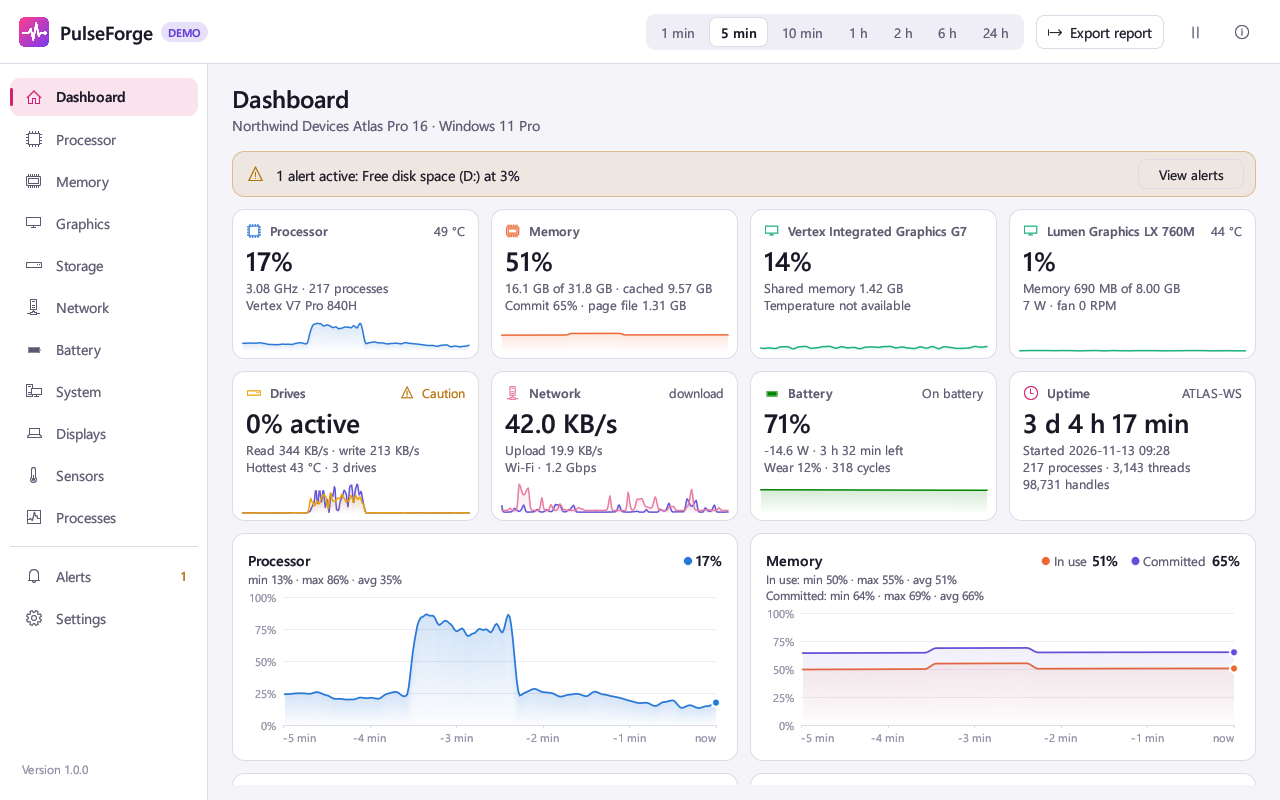 PulseForge DEMO
1 min 5 min 10 min 1 h 2 h 6 h 24 h Export report
Dashboard
Processor
Memory
Graphics
Storage
Network
Battery
System
Displays
Sensors
Processes
Alerts 1
Settings
Version 1.0.0
Dashboard
Northwind Devices Atlas Pro 16 · Windows 11 Pro
1 alert active: Free disk space (D:) at 3% View alerts
Processor 49 °C
17%
3.08 GHz · 217 processes
Vertex V7 Pro 840H
Memory
51%
16.1 GB of 31.8 GB · cached 9.57 GB
Commit 65% · page file 1.31 GB
Vertex Integrated Graphics G7
14%
Shared memory 1.42 GB
Temperature not available
Lumen Graphics LX 760M 44 °C
1%
Memory 690 MB of 8.00 GB
7 W · fan 0 RPM
Drives Caution
0% active
Read 344 KB/s · write 213 KB/s
Hottest 43 °C · 3 drives
Network download
42.0 KB/s
Upload 19.9 KB/s
Wi-Fi · 1.2 Gbps
Battery On battery
71%
-14.6 W · 3 h 32 min left
Wear 12% · 318 cycles
Uptime ATLAS-WS
3 d 4 h 17 min
Started 2026-11-13 09:28
217 processes · 3,143 threads
98,731 handles
Processor 17%
min 13% · max 86% · avg 35%
100%
75%
50%
25%
0%
-5 min -4 min -3 min -2 min -1 min now
Memory In use 51% Committed 65%
In use: min 50% · max 55% · avg 51%
Committed: min 64% · max 69% · avg 66%
100%
75%
50%
25%
0%
-5 min -4 min -3 min -2 min -1 min now